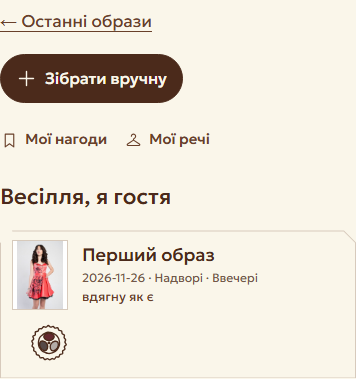 ← Останні образи
+ Зібрати вручну
Мої нагоди Мої речі
Весілля, я гостя
Перший образ
2026-11-26 · Надворі · Ввечері
вдягну як є